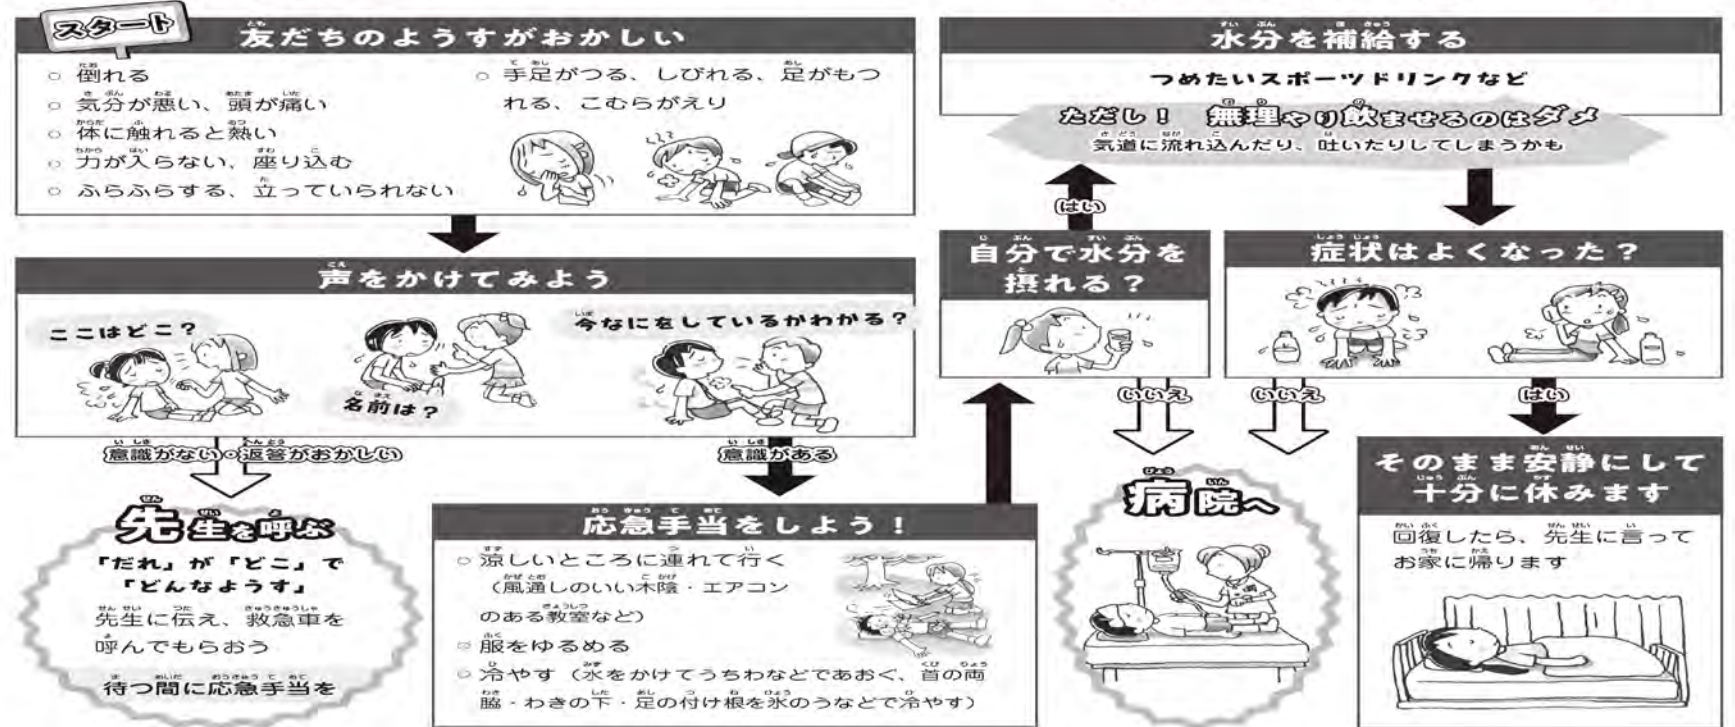 スタート
友だちのようすがおかしい
○ 倒れる
○ 気分が悪い、頭が痛い
○ 体に触れると熱い
○ 力が入らない、座り込む
○ ふらふらする、立っていられない
○ 手足がつる、しびれる、足がもつ
れる、こむらがえり
声をかけてみよう
ここはどこ?
名前は?
今なにをしているかわかる?
意識がない・返答がおかしい
意識がある
先生を呼ぶ
「だれ」が「どこ」で
「どんなようす」
先生に伝え、救急車を
呼んでもらおう
待つ間に応急手当を
応急手当をしよう!
○ 涼しいところに連れて行く
(風通しのいい木陰・エアコン
のある教室など)
○ 服をゆるめる
○ 冷やす(水をかけてうちわなどであおぐ、首の両
脇・わきの下・足の付け根を氷のうなどで冷やす)
自分で水分を
摂れる?
はい
いいえ
水分を補給する
つめたいスポーツドリンクなど
ただし! 無理やり飲ませるのはダメ
気道に流れ込んだり、吐いたりしてしまうかも
症状はよくなった?
いいえ
はい
病院へ
そのまま安静にして
十分に休みます
回復したら、先生に言って
お家に帰ります